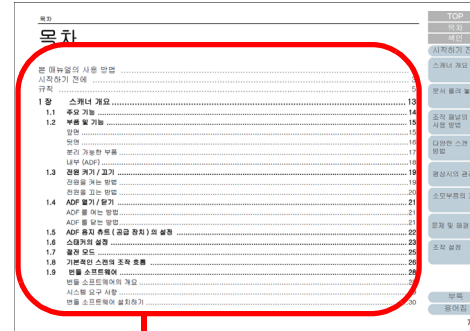 목차
목차
본 매뉴얼의 사용 방법
시작하기 전에
규칙 5
1 장 스캐너 개요 13
1.1 주요 기능 14
1.2 부품 및 기능 15
앞면 15
뒷면 16
분리 가능한 부품 17
내부 (ADF) 18
1.3 전원 켜기 / 끄기 19
전원을 켜는 방법 19
전원을 끄는 방법 20
1.4 ADF 열기 / 닫기 21
ADF 를 여는 방법 21
ADF 를 닫는 방법 21
1.5 ADF 용지 츄트 ( 공급 장치 ) 의 설정 22
1.6 스태커의 설정 23
1.7 절전 모드 25
1.8 기본적인 스캔의 조작 흐름 26
1.9 번들 소프트웨어 28
번들 소프트웨어의 개요
시스템 요구 사항
번들 소프트웨어 설치하기 30
TOP
목차
색인
시작하기 전
스캐너 개요
문서 올려 놓
조작 패널의
사용 방법
다양한 스캔
방법
평상시의 관
소모부품의
문제 및 해결
조작 설정
부록
용어집